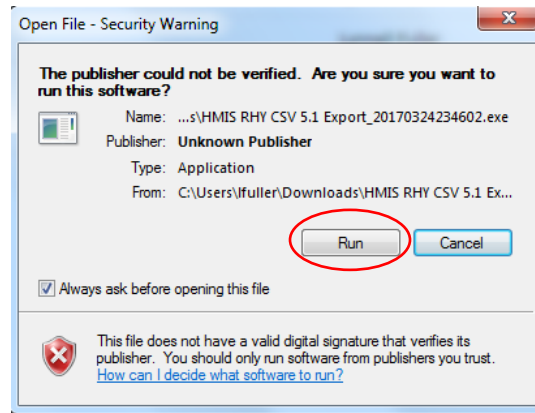 Open File - Security Warning
The publisher could not be verified. Are you sure you want to
run this software?
Name: ...s\HMIS RHY CSV 5.1 Export_20170324234602.exe
Publisher: Unknown Publisher
Type: Application
From: C:\Users\lfuller\Downloads\HMIS RHY CSV 5.1 Ex...
Run Cancel
Always ask before opening this file
This file does not have a valid digital signature that verifies its
publisher. You should only run software from publishers you trust.
How can I decide what software to run?